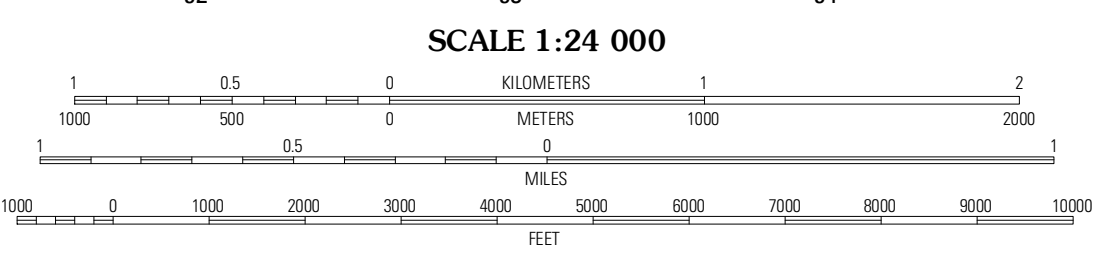 SCALE 1:24 000
1 0.5 0 KILOMETERS 1 2
1000 500 0 METERS 1000 2000
1 0.5 0 1
MILES
1000 0 1000 2000 3000 4000 5000 6000 7000 8000 9000 10000
FEET